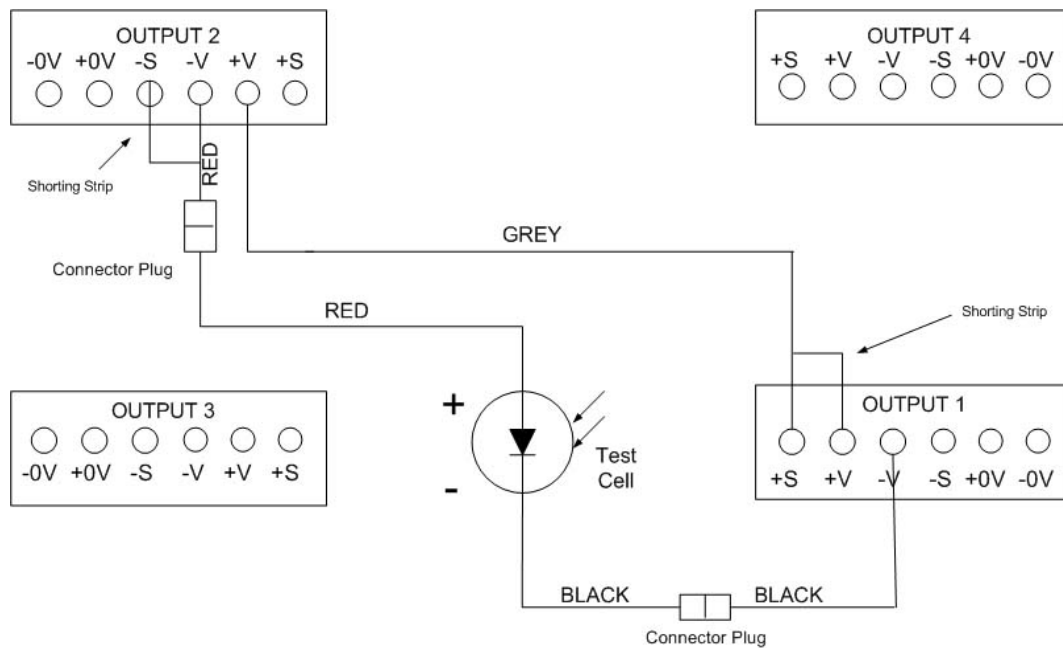 OUTPUT 2
-0V +0V -S -V +V +S
Shorting Strip
RED
Connector Plug
OUTPUT 4
+S +V -V -S +0V -0V
GREY
RED
Shorting Strip
OUTPUT 3
-0V +0V -S -V +V +S
+
-
Test
Cell
OUTPUT 1
+S +V -V -S +0V -0V
BLACK
BLACK
Connector Plug